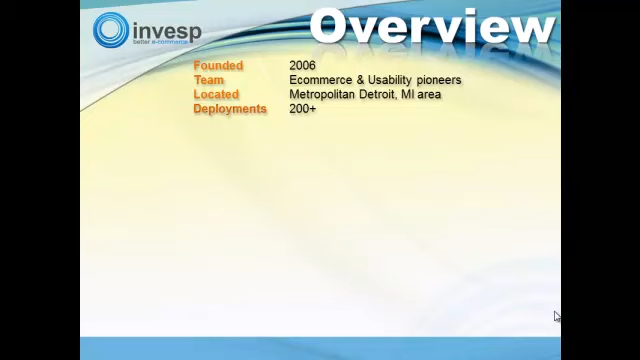 Overview
invesp
better e-commerce
Founded 2006
Team Ecommerce & Usability pioneers
Located Metropolitan Detroit, MI area
Deployments 200+